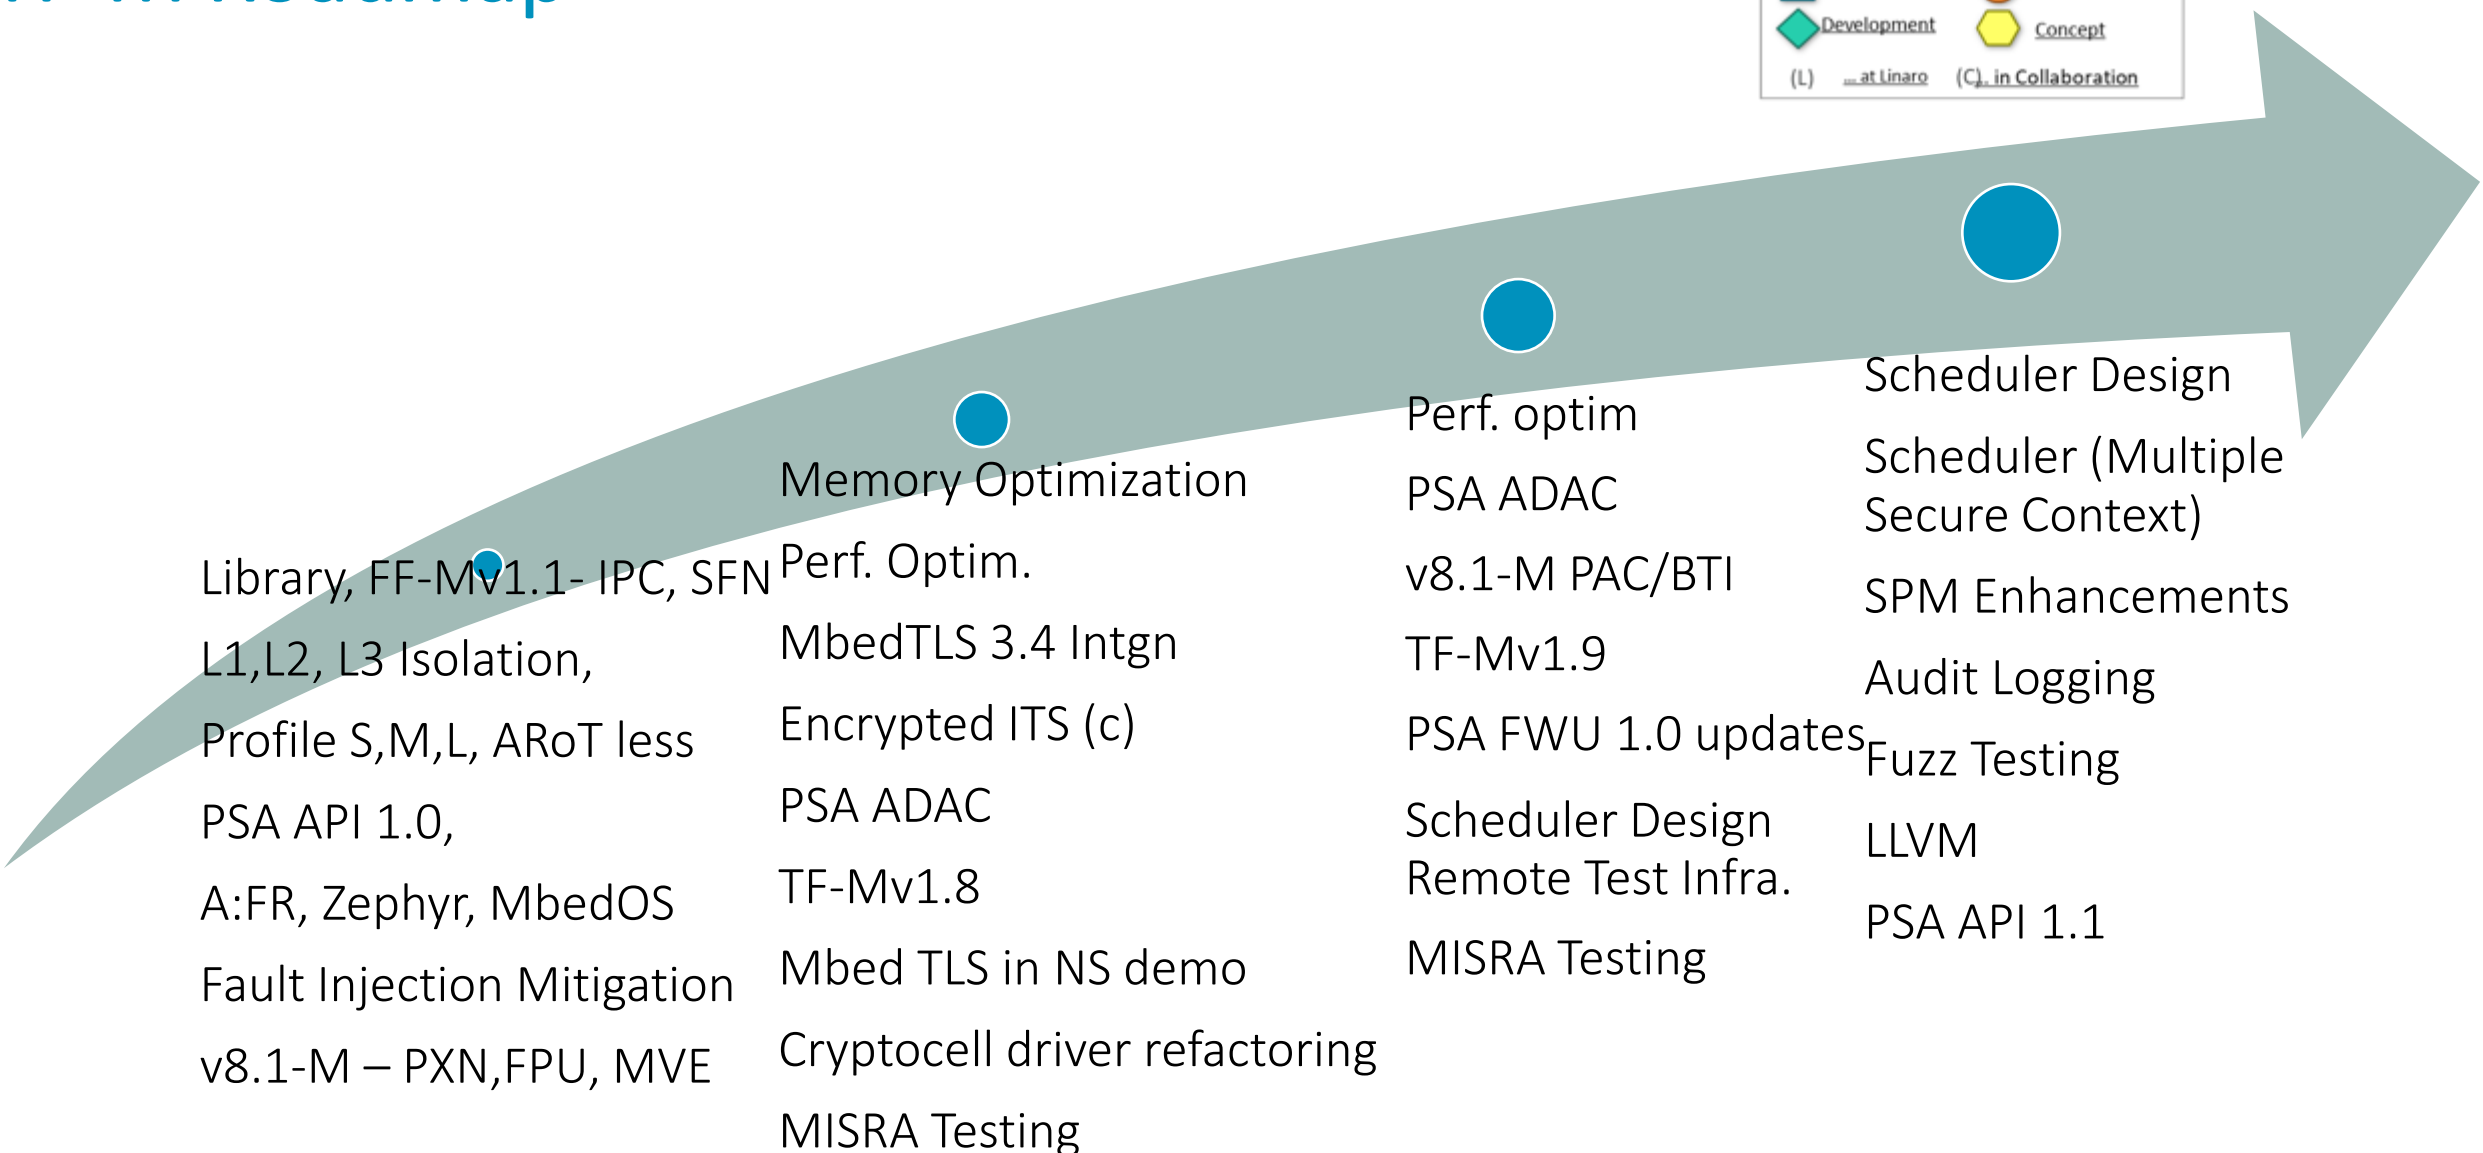 Roadmap
Development
Concept
(L) ... at Linaro (C).. in Collaboration
Library, FF-Mv1.1- IPC, SFN
L1,L2, L3 Isolation,
Profile S,M,L, ARoT less
PSA API 1.0,
A:FR, Zephyr, MbedOS
Fault Injection Mitigation
v8.1-M – PXN,FPU, MVE
Memory Optimization
Perf. Optim.
MbedTLS 3.4 Intgn
Encrypted ITS (c)
PSA ADAC
TF-Mv1.8
Mbed TLS in NS demo
Cryptocell driver refactoring
MISRA Testing
Perf. optim
PSA ADAC
v8.1-M PAC/BTI
TF-Mv1.9
PSA FWU 1.0 updates
Scheduler Design
Remote Test Infra.
MISRA Testing
Scheduler Design
Scheduler (Multiple
Secure Context)
SPM Enhancements
Audit Logging
Fuzz Testing
LLVM
PSA API 1.1